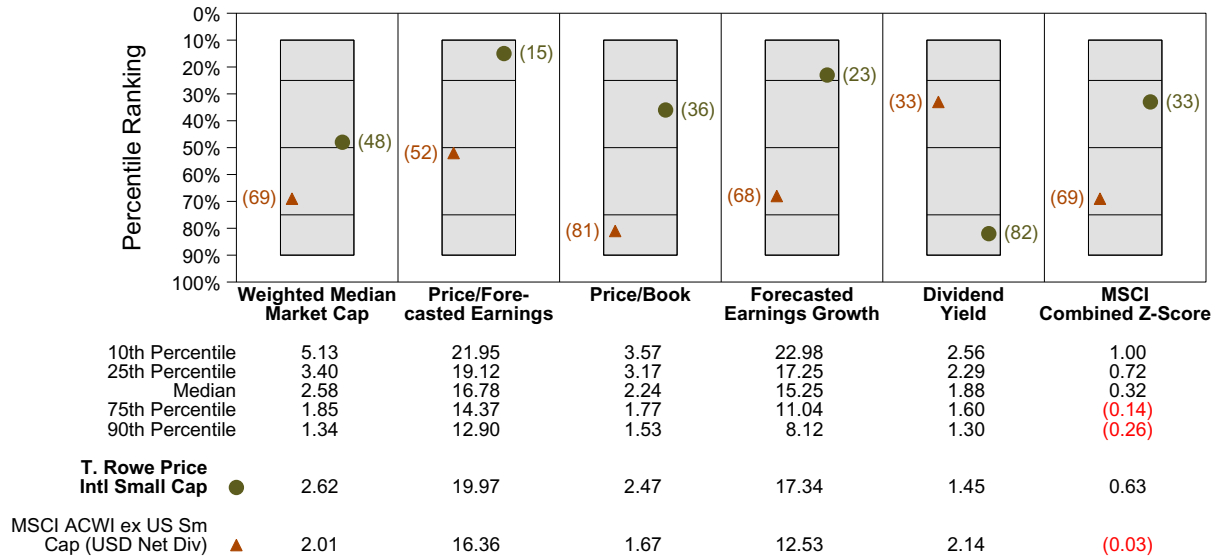 Percentile Ranking
0%
10%
20%
30%
40%
50%
60%
70%
80%
90%
100%
(48)
(69)
(15)
(52)
(36)
(81)
(23)
(68)
(33)
(82)
(33)
(69)
Weighted Median
Market Cap
Price/Fore-
casted Earnings
Price/Book
Forecasted
Earnings Growth
Dividend
Yield
MSCI
Combined Z-Score
10th Percentile 5.13 21.95 3.57 22.98 2.56 1.00
25th Percentile 3.40 19.12 3.17 17.25 2.29 0.72
Median 2.58 16.78 2.24 15.25 1.88 0.32
75th Percentile 1.85 14.37 1.77 11.04 1.60 (0.14)
90th Percentile 1.34 12.90 1.53 8.12 1.30 (0.26)
T. Rowe Price
Intl Small Cap 2.62 19.97 2.47 17.34 1.45 0.63
MSCI ACWI ex US Sm
Cap (USD Net Div) 2.01 16.36 1.67 12.53 2.14 (0.03)